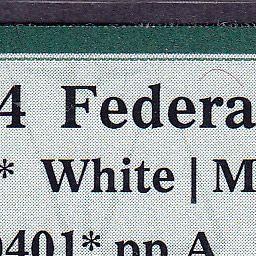 4 Federa
* White | M
0401* pp A